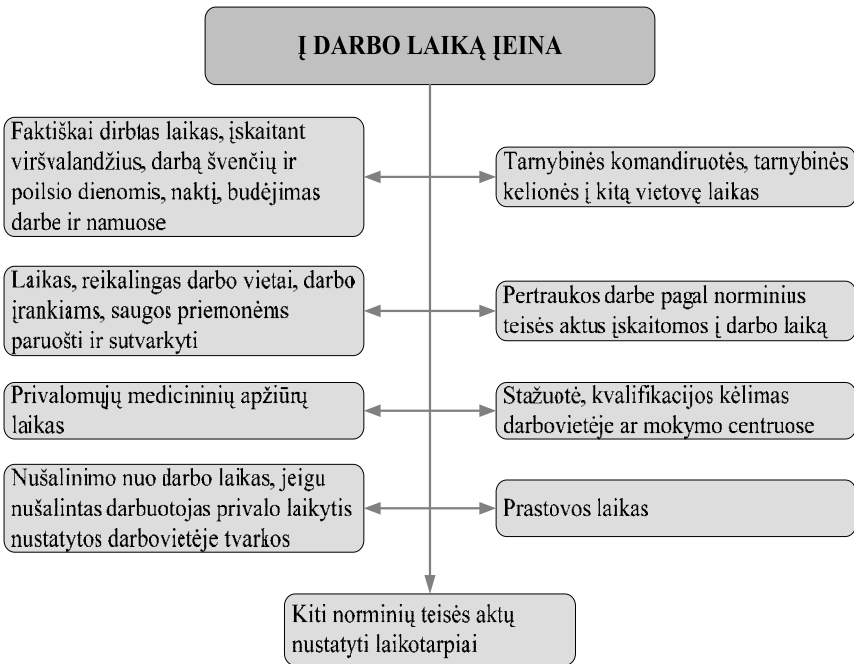 Į DARBO LAIKĄ ĮEINA
Faktiškai dirbtas laikas, įskaitant
viršvalandžius, darbą švenčių ir
poilsio dienomis, naktį, budėjimas
darbe ir namuose
Tarnybinės komandiruotės, tarnybinės
kelionės į kitą vietovę laikas
Laikas, reikalingas darbo vietai, darbo
įrankiams, saugos priemonėms
paruošti ir sutvarkyti
Pertraukos darbe pagal norminius
teisės aktus įskaitomos į darbo laiką
Privalomųjų medicininių apžiūrų
laikas
Stažuotė, kvalifikacijos kėlimas
darbovietėje ar mokymo centruose
Nušalinimo nuo darbo laikas, jeigu
nušalintas darbuotojas privalo laikytis
nustatytos darbovietėje tvarkos
Prastovos laikas
Kiti norminių teisės aktų
nustatyti laikotarpiai